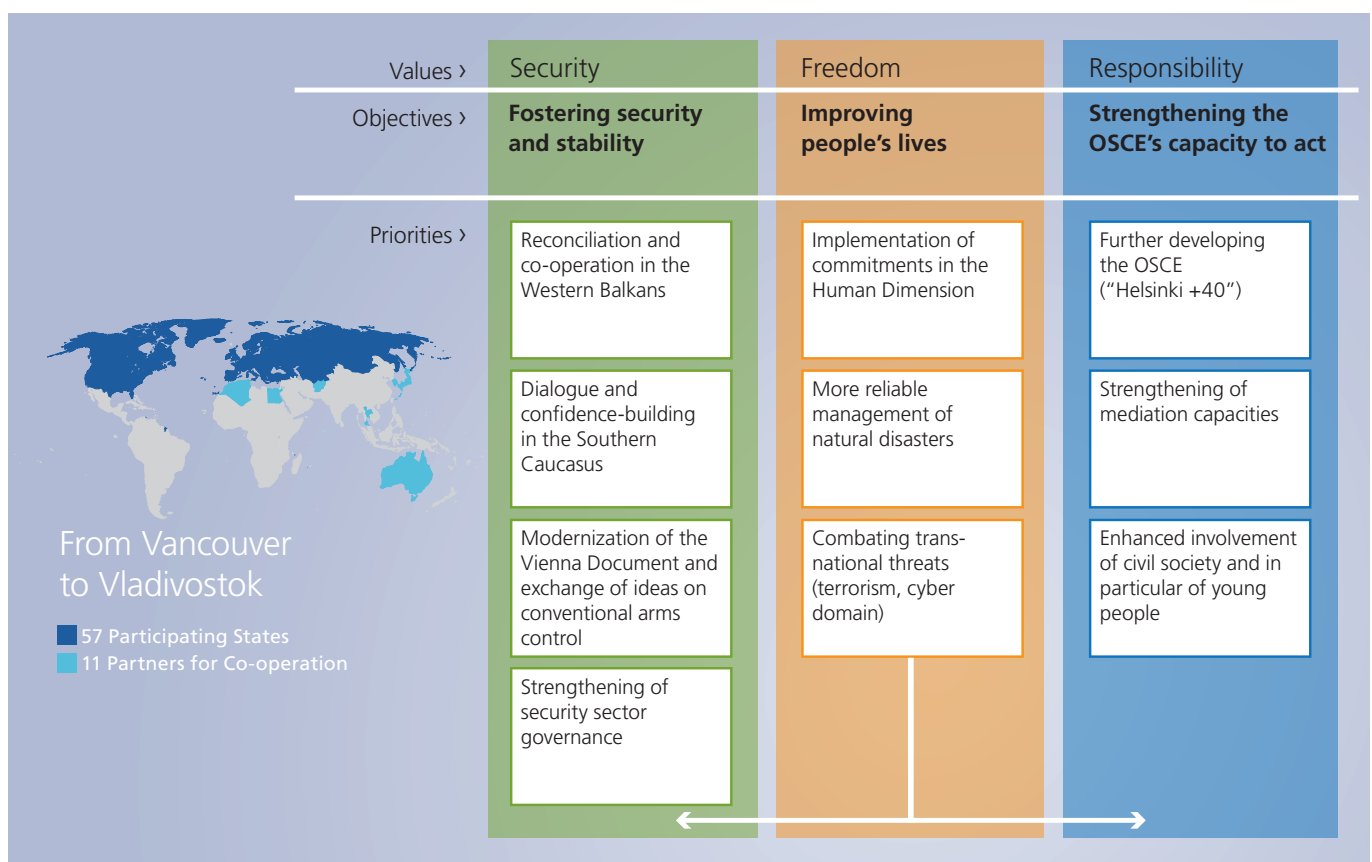 Values ›
Security
Freedom
Responsibility
Objectives ›
Fostering security
and stability
Improving
people’s lives
Strengthening the
OSCE’s capacity to act
Priorities ›
Reconciliation and
co-operation in the
Western Balkans
Dialogue and
confidence-building
in the Southern
Caucasus
Modernization of the
Vienna Document and
exchange of ideas on
conventional arms
control
Strengthening of
security sector
governance
Implementation of
commitments in the
Human Dimension
More reliable
management of
natural disasters
Combating trans-
national threats
(terrorism, cyber
domain)
Further developing
the OSCE
(“Helsinki +40”)
Strengthening of
mediation capacities
Enhanced involvement
of civil society and in
particular of young
people
From Vancouver
to Vladivostok
57 Participating States
11 Partners for Co-operation